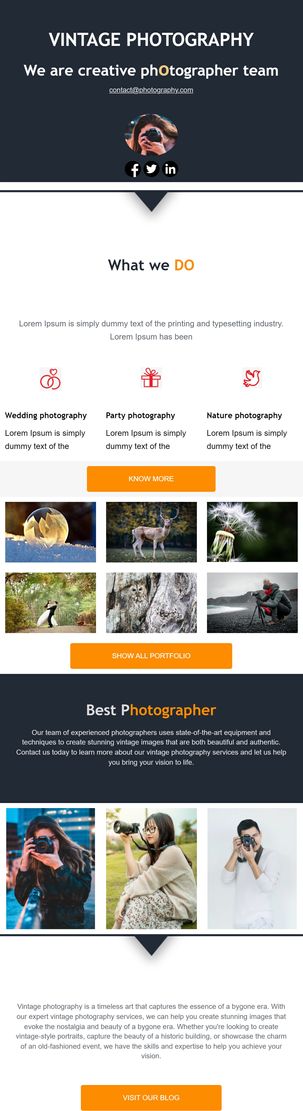 VINTAGE PHOTOGRAPHY
We are creative phOtographer team
contact@photography.com
What we DO
Lorem Ipsum is simply dummy text of the printing and typesetting industry.
Lorem Ipsum has been
Wedding photography
Lorem Ipsum is simply
dummy text of the
Party photography
Lorem Ipsum is simply
dummy text of the
Nature photography
Lorem Ipsum is simply
dummy text of the
KNOW MORE
SHOW ALL PORTFOLIO
Best Photographer
Our team of experienced photographers uses state-of-the-art equipment and
techniques to create stunning vintage images that are both beautiful and authentic.
Contact us today to learn more about our vintage photography services and let us help
you bring your vision to life.
Vintage photography is a timeless art that captures the essence of a bygone era. With
our expert vintage photography services, we can help you create stunning images that
evoke the nostalgia and beauty of a bygone era. Whether you're looking to create
vintage-style portraits, capture the beauty of a historic building, or showcase the charm
of an old-fashioned event, we have the skills and expertise to help you achieve your
vision.
VISIT OUR BLOG